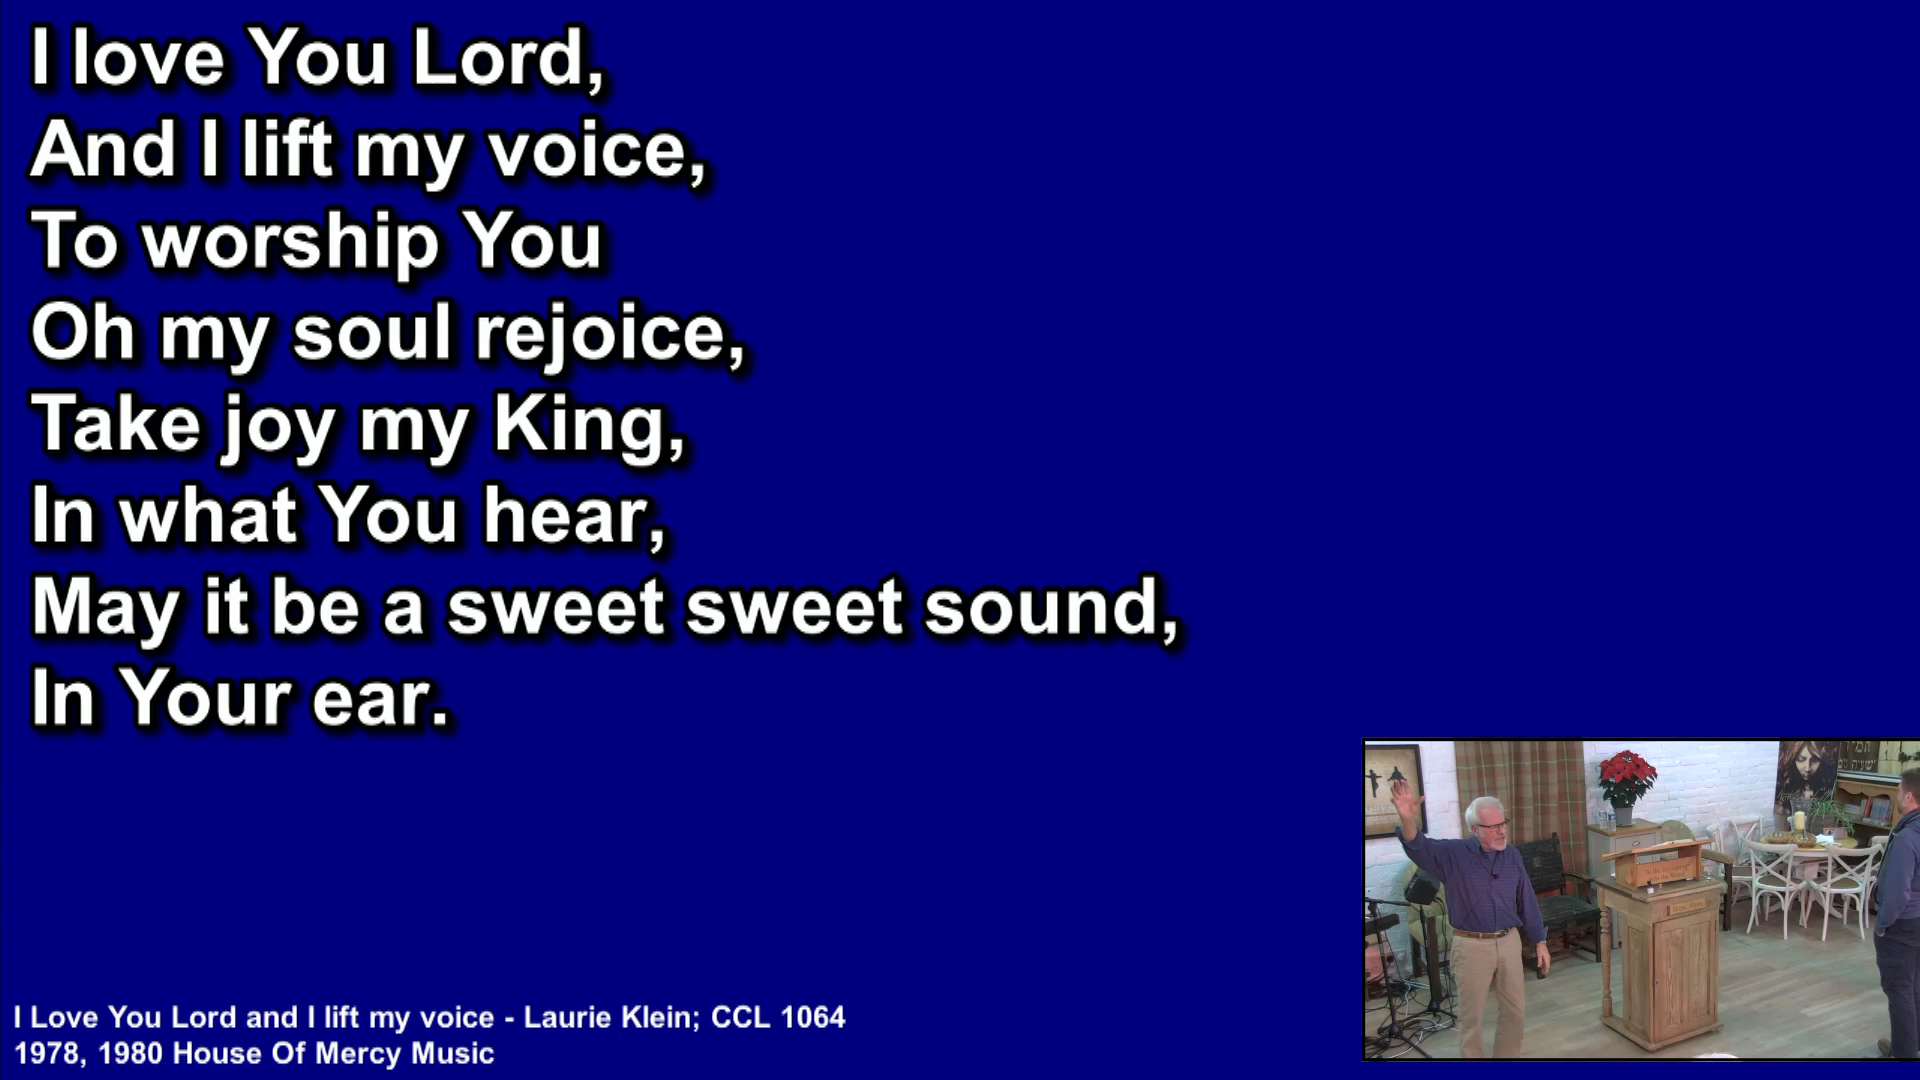 I love You Lord,
And I lift my voice,
To worship You
Oh my soul rejoice,
Take joy my King,
In what You hear,
May it be a sweet sweet sound,
In Your ear.
I Love You Lord and I lift my voice - Laurie Klein; CCL 1064
1978, 1980 House Of Mercy Music